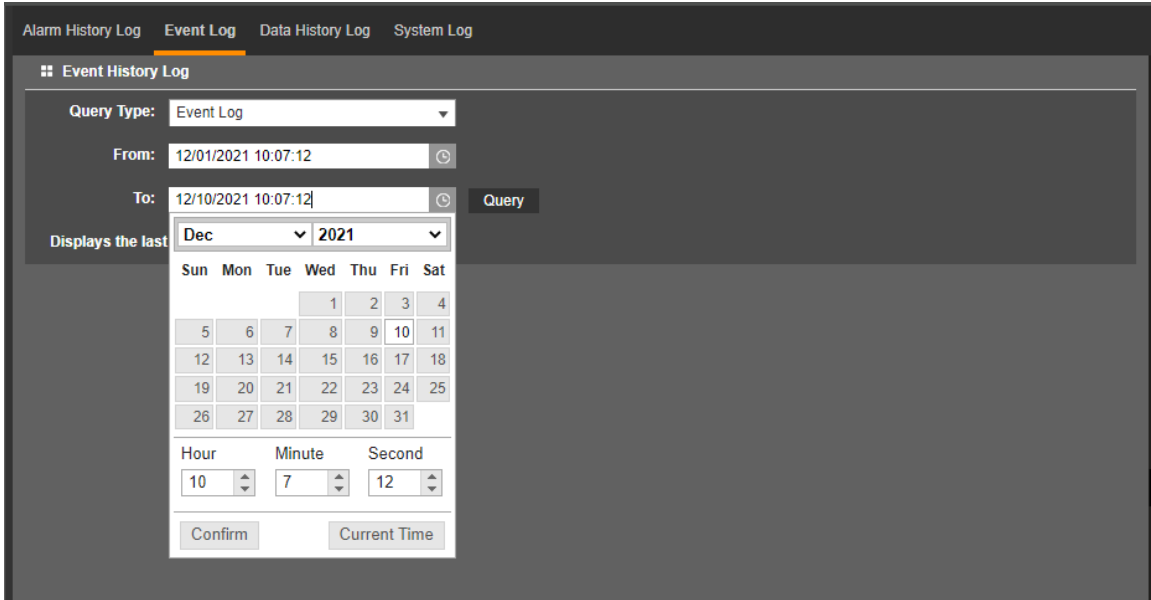 Alarm History Log Event Log Data History Log System Log
Event History Log
Query Type: Event Log
From: 12/01/2021 10:07:12
To: 12/10/2021 10:07:12 Query
Displays the last
Dec 2021
Sun Mon Tue Wed Thu Fri Sat
1 2 3 4
5 6 7 8 9 10 11
12 13 14 15 16 17 18
19 20 21 22 23 24 25
26 27 28 29 30 31
Hour Minute Second
10 7 12
Confirm Current Time